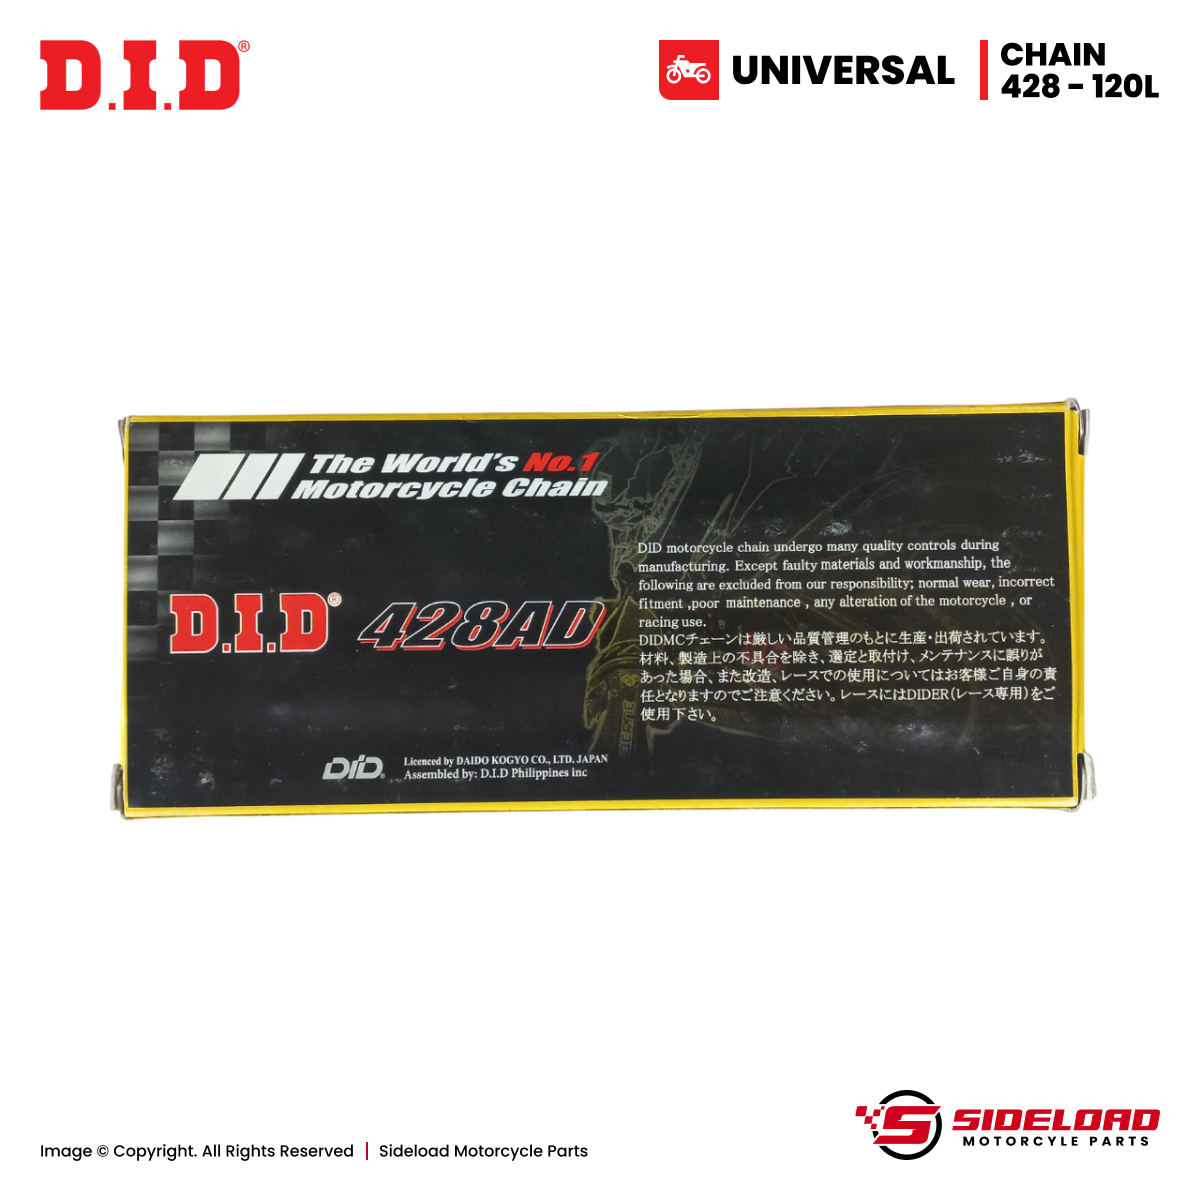 D.I.D®
UNIVERSAL
CHAIN
428 - 120L
The World's No.1
Motorcycle Chain
D.I.D® 428AD
DID motorcycle chain undergo many quality controls during
manufacturing. Except faulty materials and workmanship, the
following are excluded from our responsibility; normal wear, incorrect
fitment ,poor maintenance , any alteration of the motorcycle , or
racing use.
DIDMCチェーンは厳しい品質管理のもとに生産・出荷されています。
材料、製造上の不具合を除き、選定と取付け、メンテナンスに誤りが
あった場合、また改造、レースでの使用についてはお客様ご自身の責
任となりますのでご注意ください。レースにはDIDER(レース専用)をご
使用下さい。
DID®
Licenced by DAIDO KOGYO CO., LTD. JAPAN
Assembled by: D.I.D Philippines inc
SIDELOAD
MOTORCYLE PARTS
Image © Copyright. All Rights Reserved | Sideload Motorcycle Parts